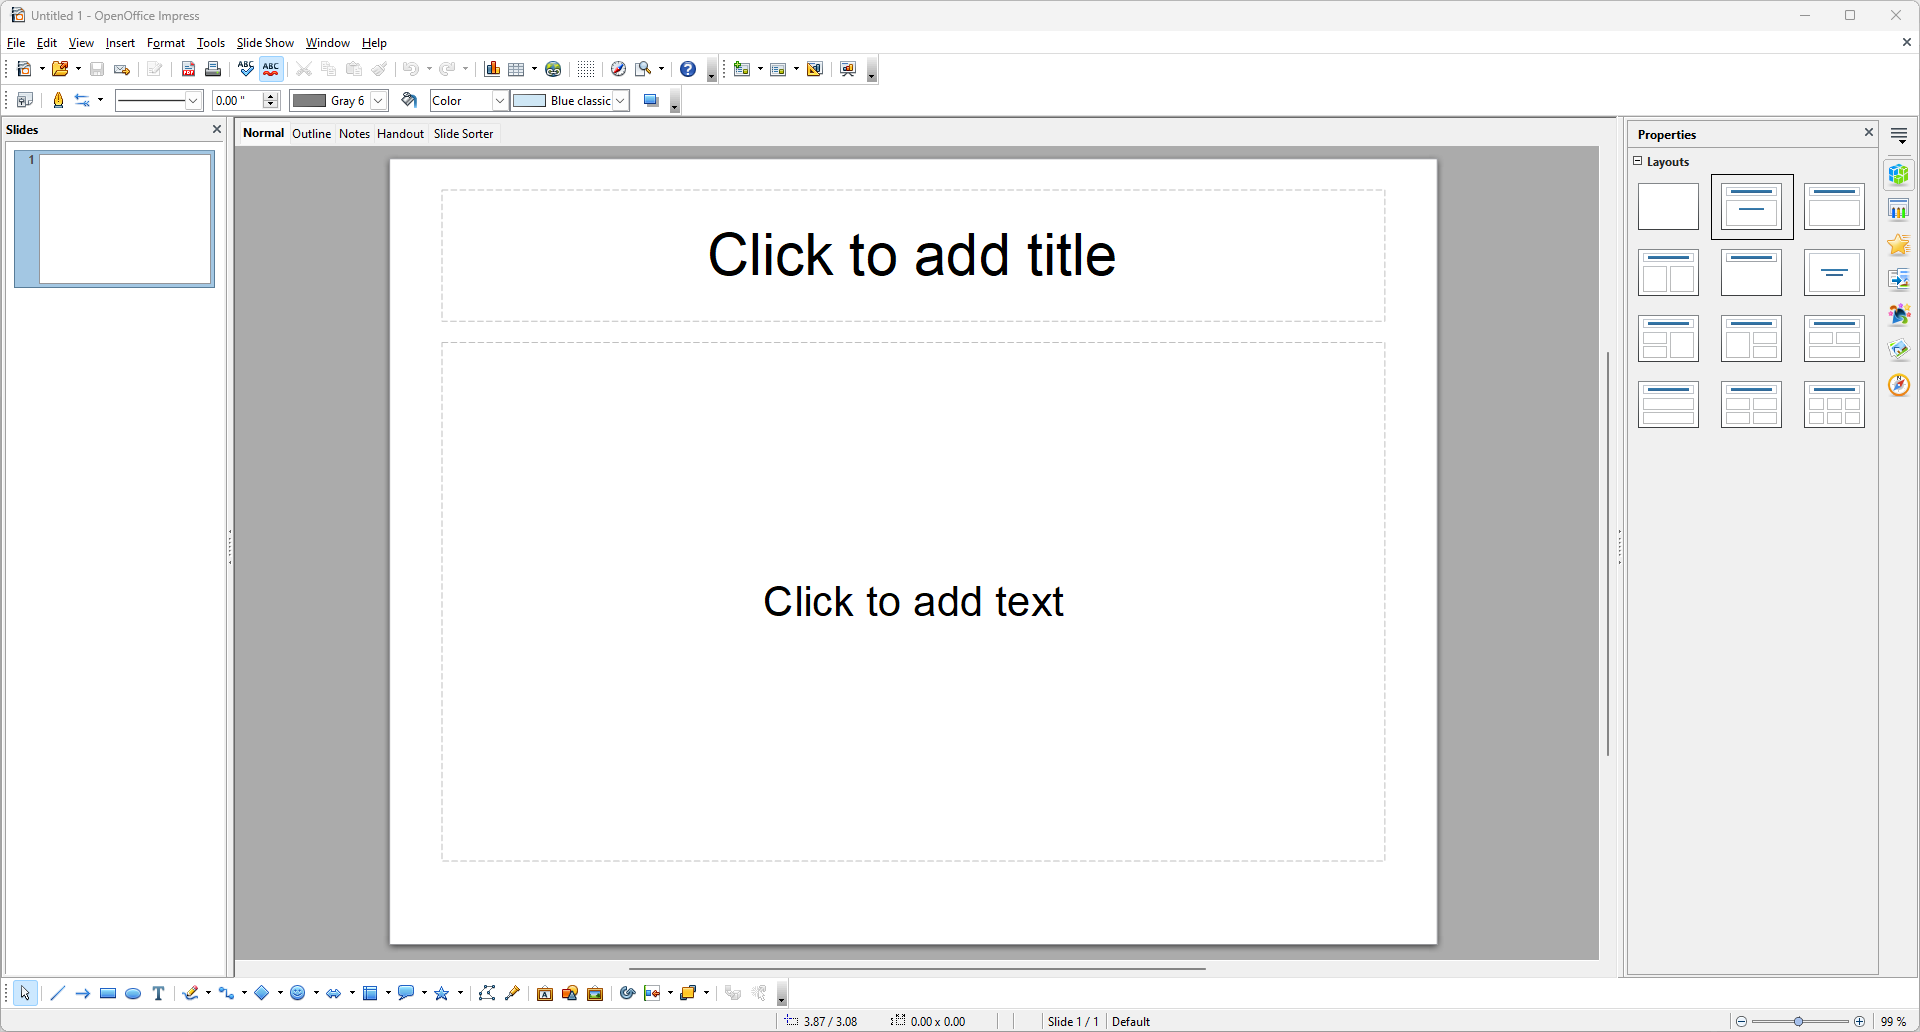 Untitled 1 - OpenOffice Impress
File Edit View Insert Format Tools Slide Show Window Help
0.00 " Gray 6 Color Blue classic
Slides
1
Normal Outline Notes Handout Slide Sorter
Click to add title
Click to add text
Properties
Layouts
3.87 / 3.08 0.00 x 0.00 Slide 1 / 1 Default 99 %